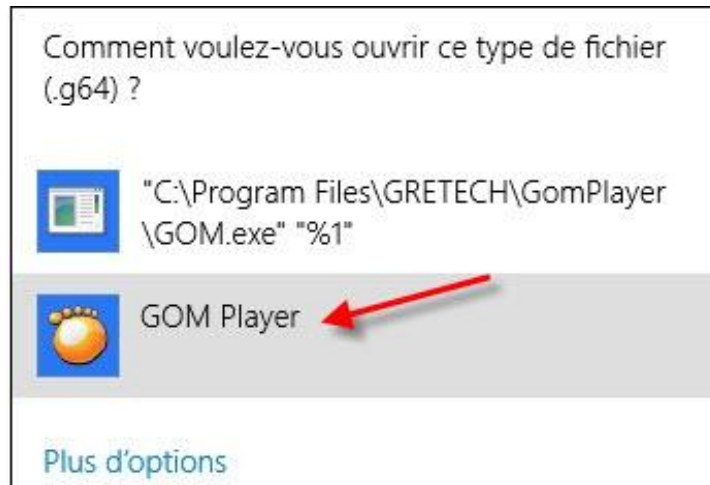 Comment voulez-vous ouvrir ce type de fichier
(.g64) ?
"C:\Program Files\GRETECH\GomPlayer
\GOM.exe" "%1"
GOM Player
Plus d'options